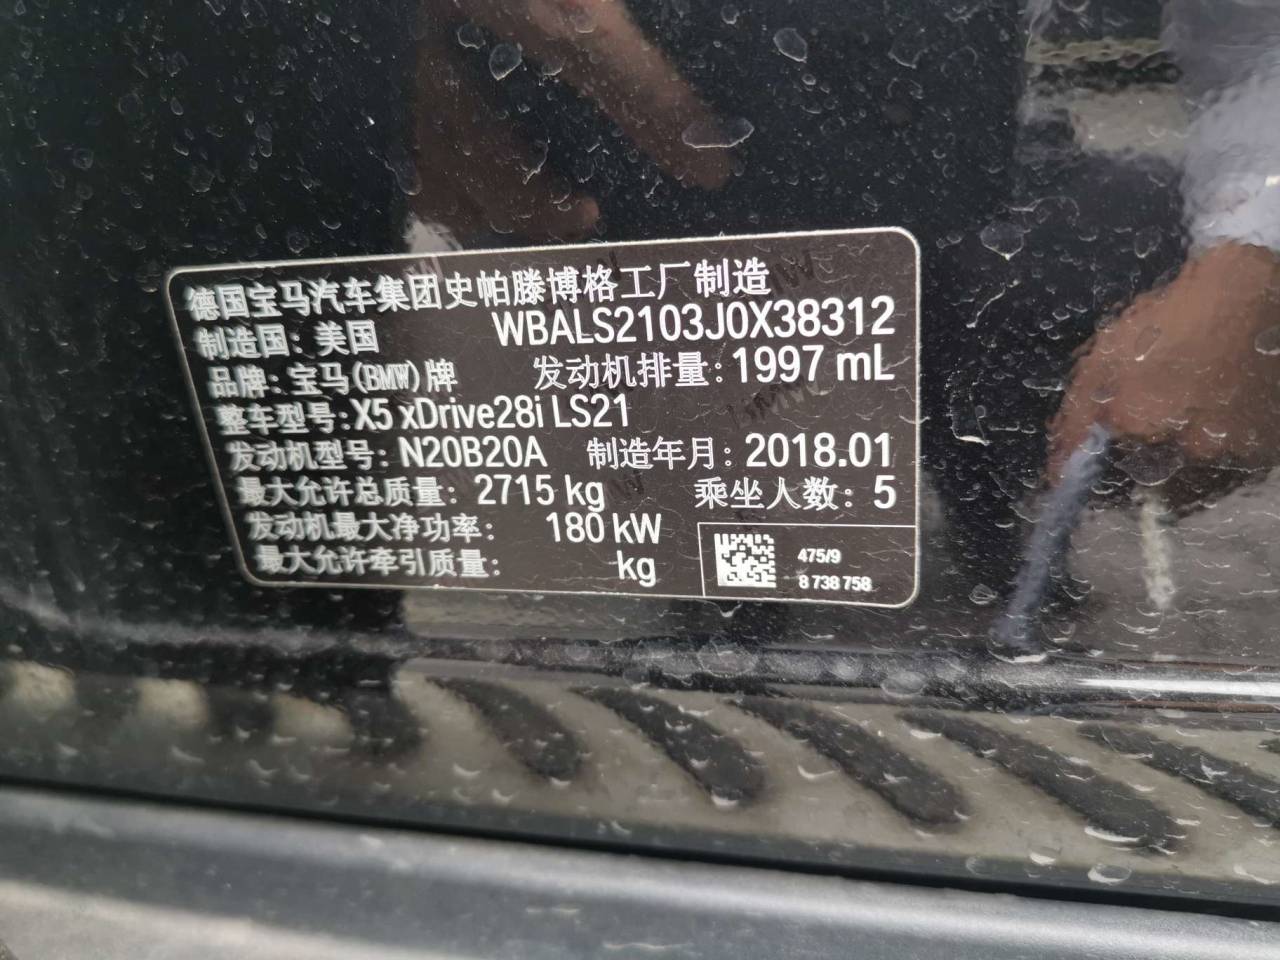 德国宝马汽车集团史帕滕博格工厂制造
制造国: 美国 WBALS2103J0X38312
品牌: 宝马(BMW)牌 发动机排量: 1997 mL
整车型号: X5 xDrive28i LS21
发动机型号: N20B20A 制造年月: 2018.01
最大允许总质量: 2715 kg 乘坐人数: 5
发动机最大净功率: 180 kW
最大允许牵引质量: kg
475/9
8 738 758